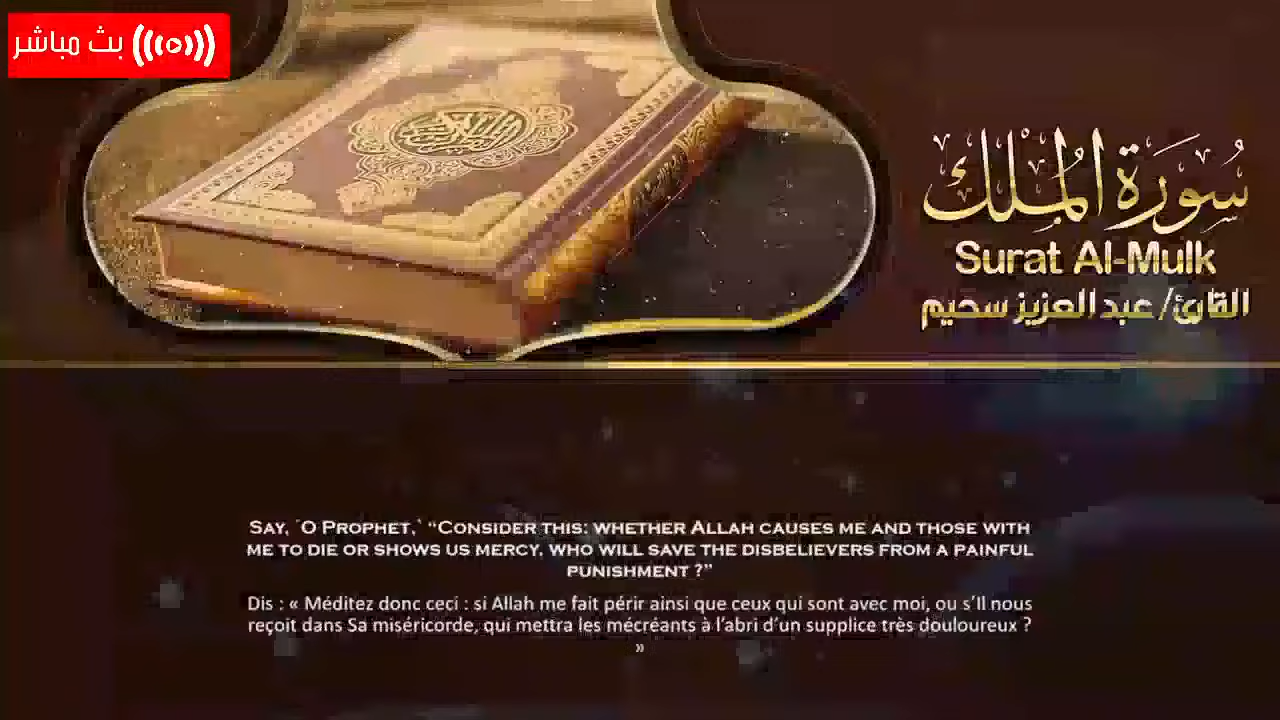 بث مباشر
سُورَة المُلك
Surat Al-Mulk
القارئ/ عبد العزيز سحيم
SAY, ˹O PROPHET,˺ “CONSIDER THIS: WHETHER ALLAH CAUSES ME AND THOSE WITH
ME TO DIE OR SHOWS US MERCY, WHO WILL SAVE THE DISBELIEVERS FROM A PAINFUL
PUNISHMENT ?”
Dis : « Méditez donc ceci : si Allah me fait périr ainsi que ceux qui sont avec moi, ou s’Il nous
reçoit dans Sa miséricorde, qui mettra les mécréants à l’abri d’un supplice très douloureux ?
»